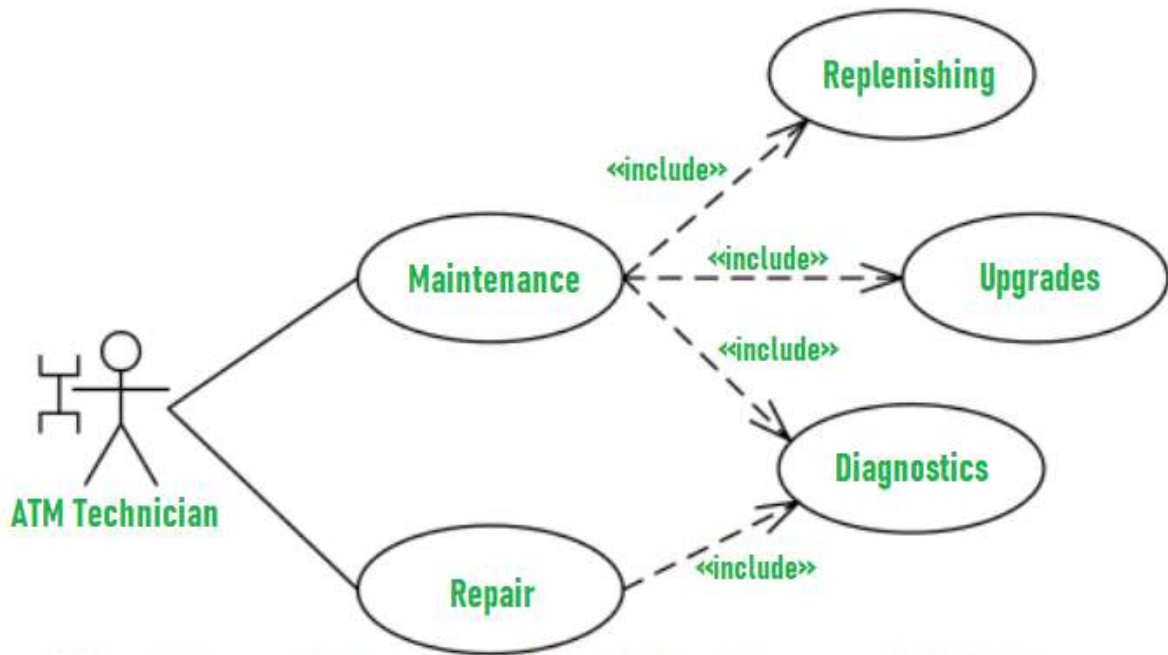 Replenishing
«include»
Maintenance
«include»
Upgrades
«include»
Diagnostics
ATM Technician
Repair
«include»